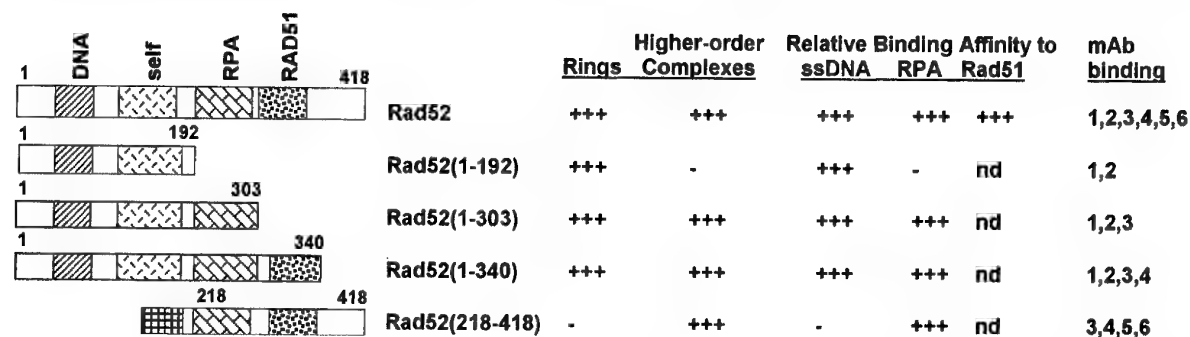 DNA self RPA RAD51
Higher-order Relative Binding Affinity to mAb
Rings Complexes ssDNA RPA Rad51 binding
1 418
Rad52 +++ +++ +++ +++ +++ 1,2,3,4,5,6
1 192
Rad52(1-192) +++ - +++ - nd 1,2
1 303
Rad52(1-303) +++ +++ +++ +++ nd 1,2,3
1 340
Rad52(1-340) +++ +++ +++ +++ nd 1,2,3,4
218 418
Rad52(218-418) - +++ - +++ nd 3,4,5,6